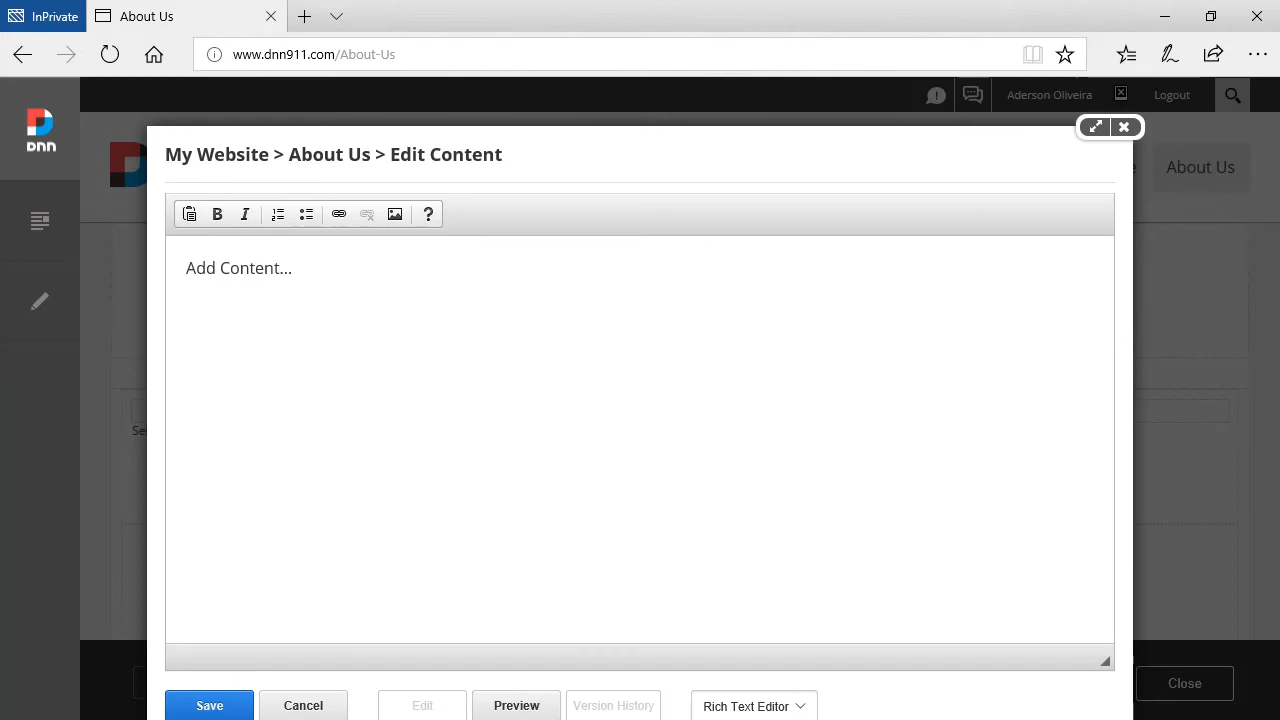 InPrivate
About Us
www.dnn911.com/About-Us
Aderson Oliveira
Logout
DNN
My Website > About Us > Edit Content
About Us
Add Content...
Save
Cancel
Edit
Preview
Version History
Rich Text Editor
Close